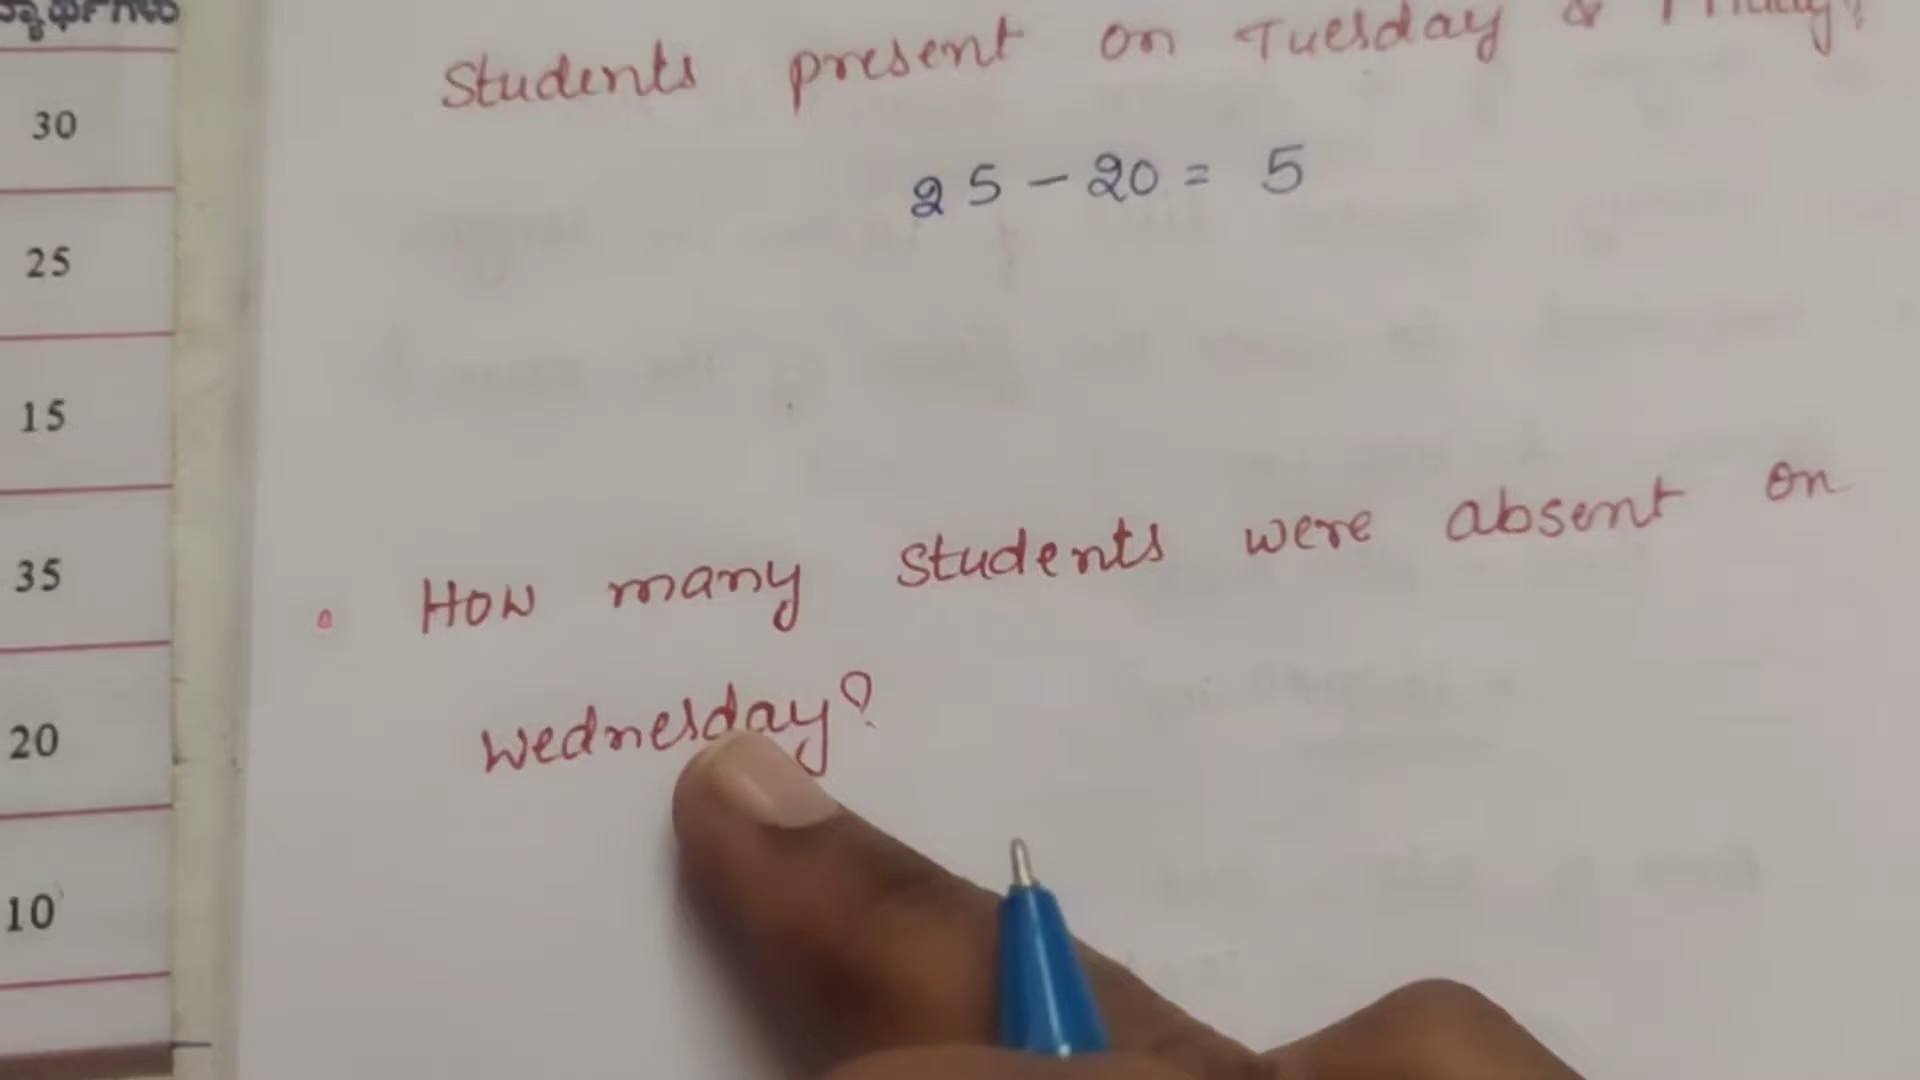 30
25
15
35
20
10
Students present on Tuesday & Friday?
25 - 20 = 5
How many students were absent on
wednesday?